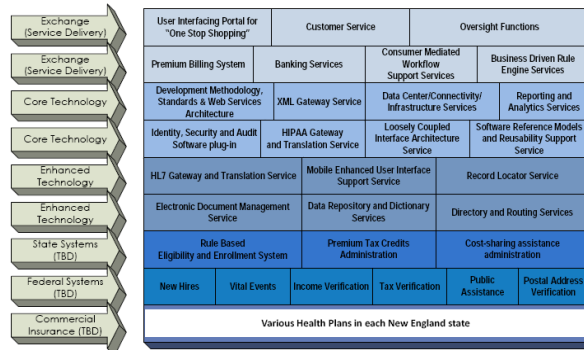 Exchange
(Service Delivery)
User Interfacing Portal for
"One Stop Shopping"
Customer Service
Oversight Functions
Exchange
(Service Delivery)
Premium Billing System
Banking Services
Consumer Mediated
Workflow
Support Services
Business Driven Rule
Engine Services
Core Technology
Development Methodology,
Standards & Web Services
Architecture
XML Gateway Service
Data Center/Connectivity/
Infrastructure Services
Reporting and
Analytics Services
Core Technology
Identity, Security and Audit
Software plug-in
HIPAA Gateway
and Translation Service
Loosely Coupled
Interface Architecture
Service
Software Reference Models
and Reusability Support
Service
Enhanced
Technology
HL7 Gateway and Translation Service
Mobile Enhanced User Interface
Support Service
Record Locator Service
Enhanced
Technology
Electronic Document Management
Service
Data Repository and Dictionary
Services
Directory and Routing Services
State Systems
(TBD)
Rule Based
Eligibility and Enrollment System
Premium Tax Credits
Administration
Cost-sharing assistance
administration
Federal Systems
(TBD)
New Hires
Vital Events
Income Verification
Tax Verification
Public
Assistance
Postal Address
Verification
Commercial
Insurance (TBD)
Various Health Plans in each New England state